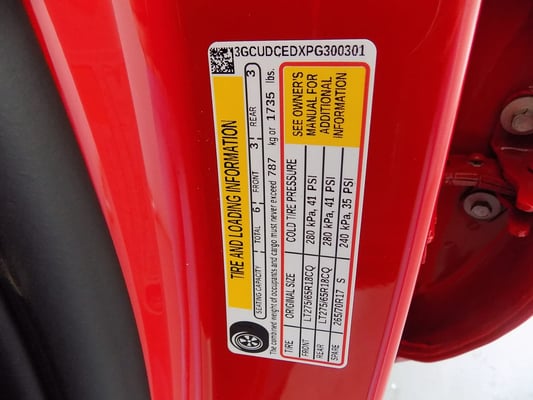 3GCUDCEDXPG300301
TIRE AND LOADING INFORMATION
SEATING CAPACITY TOTAL 6 FRONT 3 REAR 3
The combined weight of occupants and cargo must never exceed 787 kg or 1735 lbs.
TIRE ORIGINAL SIZE COLD TIRE PRESSURE
FRONT LT275/65R18CQ 280 kPa, 41 PSI
REAR LT275/65R18CQ 280 kPa, 41 PSI
SPARE 265/70R17 S 240 kPa, 35 PSI
SEE OWNER'S
MANUAL FOR
ADDITIONAL
INFORMATION